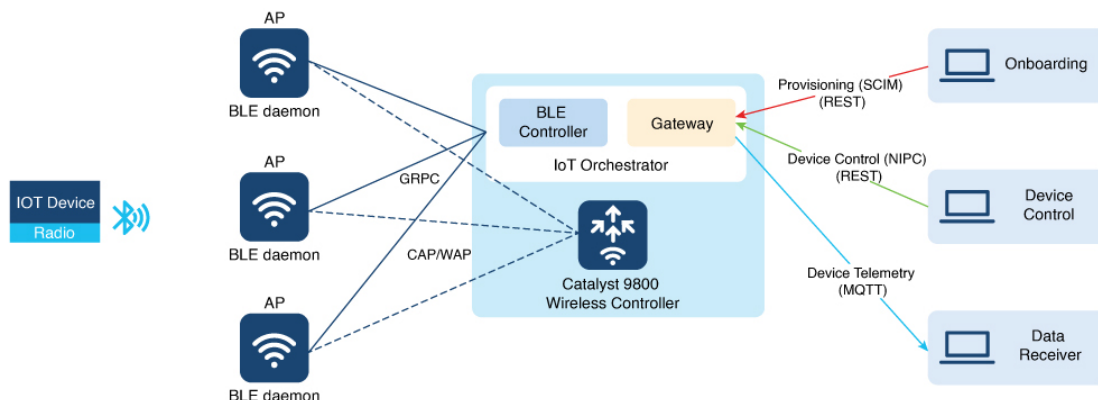 AP
BLE daemon
AP
BLE daemon
AP
BLE daemon
IOT Device
Radio
GRPC
CAP/WAP
BLE
Controller
Gateway
IoT Orchestrator
Catalyst 9800
Wireless Controller
Provisioning (SCIM)
(REST)
Device Control (NIPC)
(REST)
Device Telemetry
(MQTT)
Onboarding
Device
Control
Data
Receiver